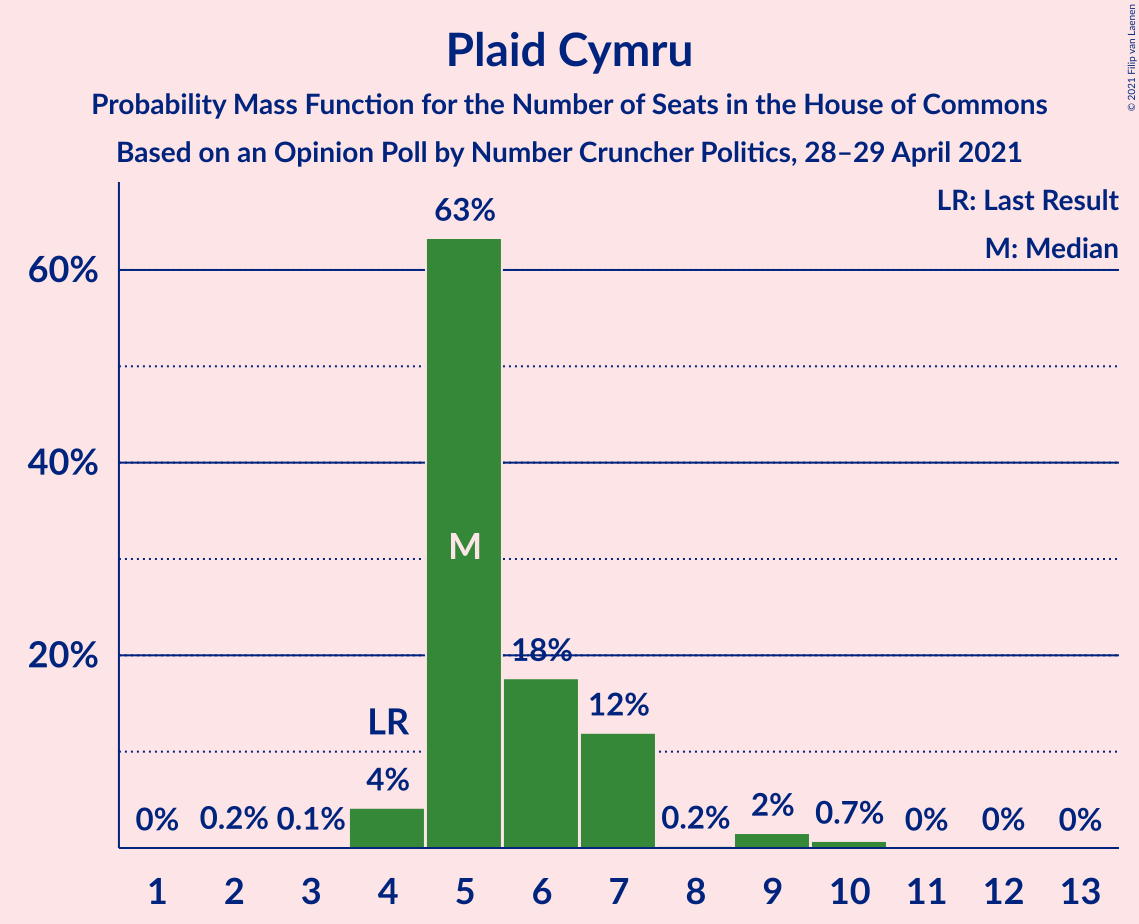 Plaid Cymru
Probability Mass Function for the Number of Seats in the House of Commons
Based on an Opinion Poll by Number Cruncher Politics, 28–29 April 2021
© 2021 Filip van Laenen
LR: Last Result
M: Median
60%
40%
20%
63%
M
18%
12%
LR
4%
0%
0.2%
0.1%
0.2%
2%
0.7%
0%
0%
0%
1 2 3 4 5 6 7 8 9 10 11 12 13